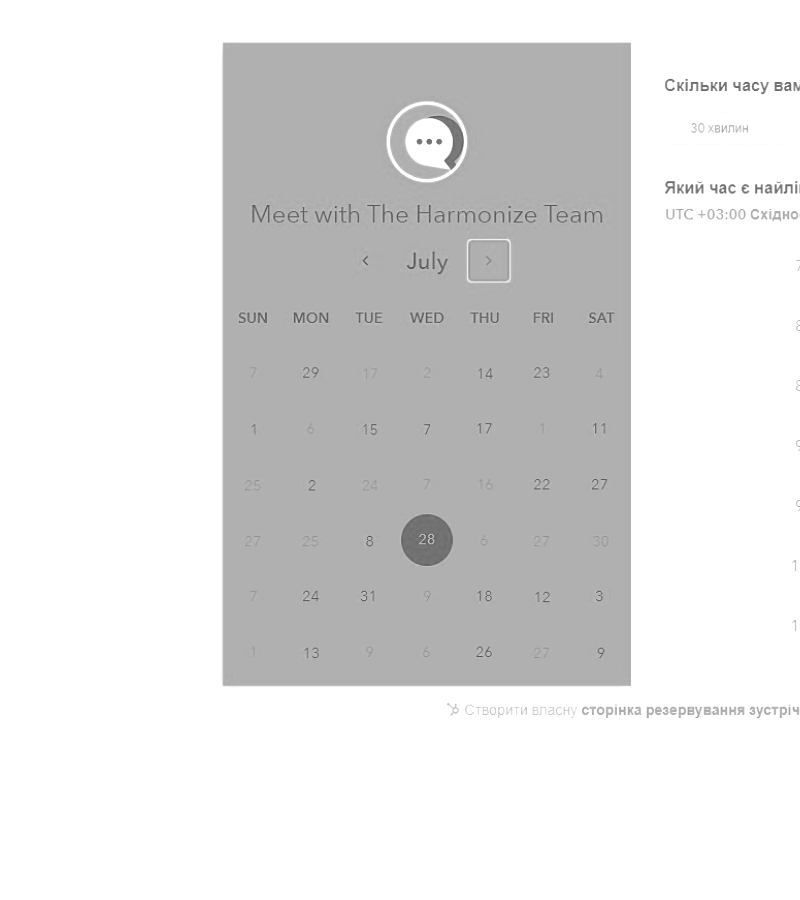 Meet with The Harmonize Team
July
SUN MON TUE WED THU FRI SAT
7 29 17 2 14 23 4
1 6 15 7 17 1 11
25 2 24 7 16 22 27
27 25 8 28 6 27 30
7 24 31 9 18 12 3
1 13 9 6 26 27 9
Скільки часу вам
30 хвилин
Який час є найлі
UTC +03:00 Східно
7
8
8
9
9
1
1
Створити власну сторінка резервування зустріч